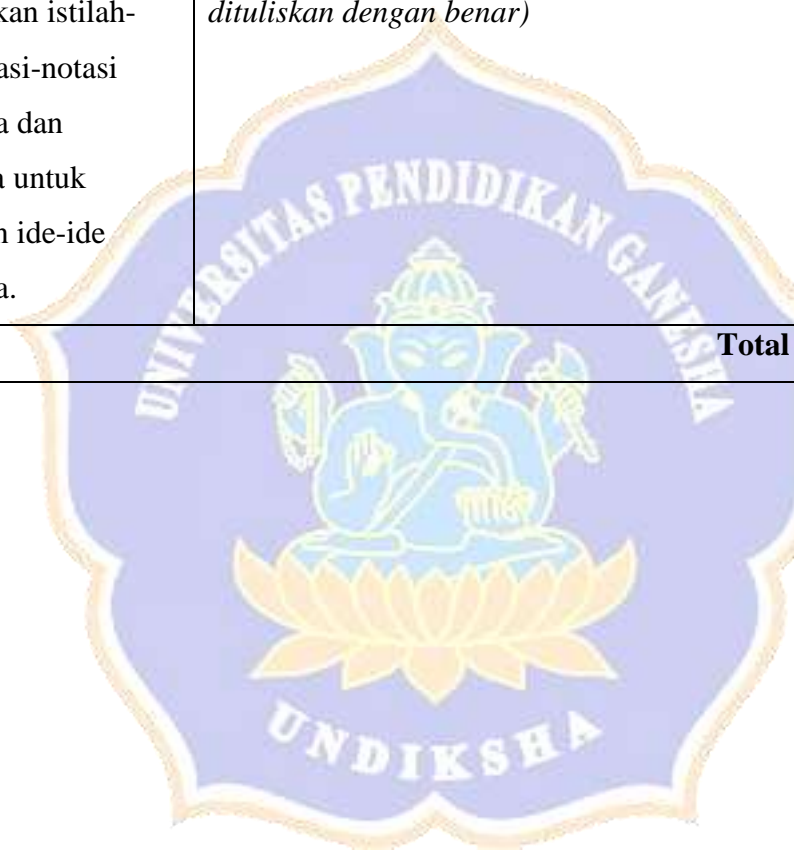 kan istilah-
asi-notasi
a dan
a untuk
n ide-ide
a.
dituliskan dengan benar)
Total
UNIVERSITAS PENDIDIKAN GANESHA
UNDIKSHA